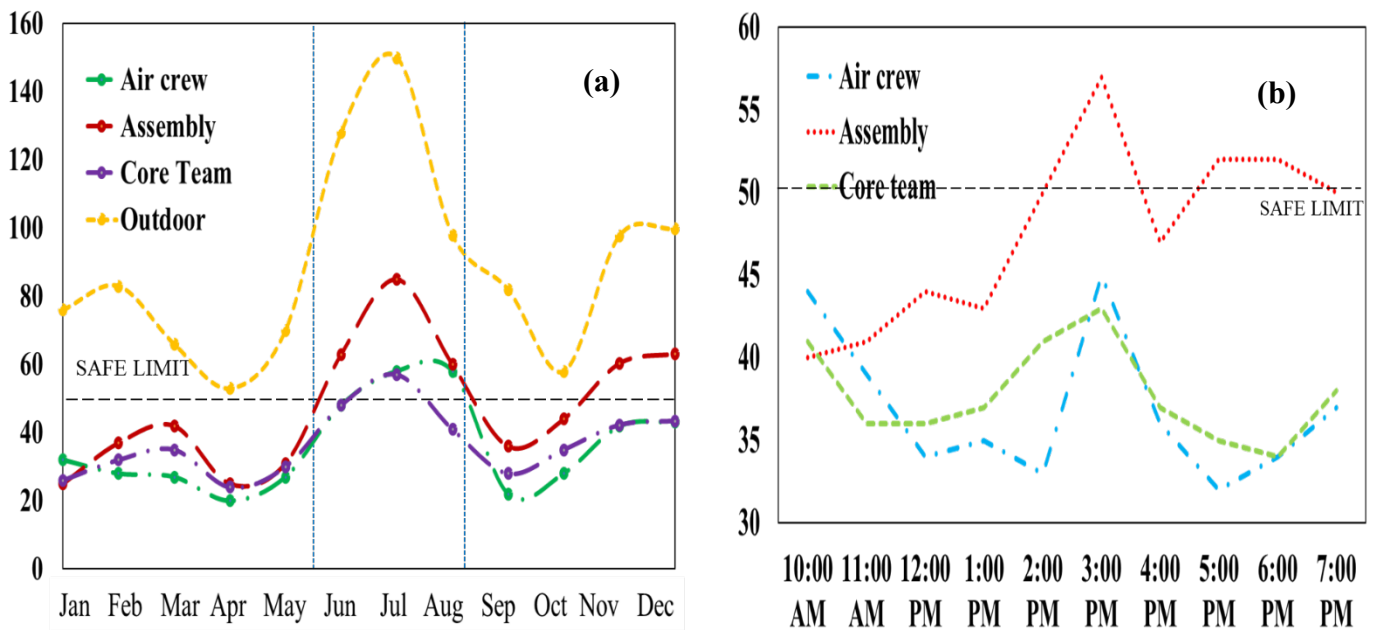 160
140
120
100
80
60
40
20
0
Air crew
Assembly
Core Team
Outdoor
(a)
SAFE LIMIT
Jan Feb Mar Apr May Jun Jul Aug Sep Oct Nov Dec
60
55
50
45
40
35
30
Air crew
Assembly
Core team
(b)
SAFE LIMIT
10:00 11:00 12:00 1:00 2:00 3:00 4:00 5:00 6:00 7:00
AM AM PM PM PM PM PM PM PM PM